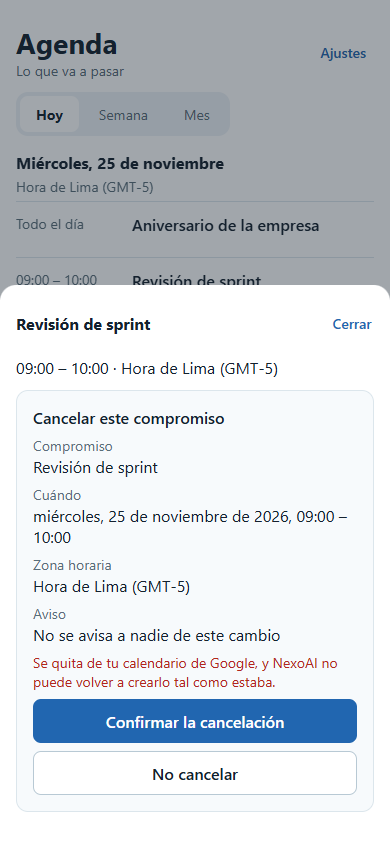 Agenda
Ajustes
Lo que va a pasar
Hoy
Semana
Mes
Miércoles, 25 de noviembre
Hora de Lima (GMT-5)
Todo el día
Aniversario de la empresa
09:00 – 10:00
Revisión de sprint
Revisión de sprint
Cerrar
09:00 – 10:00 · Hora de Lima (GMT-5)
Cancelar este compromiso
Compromiso
Revisión de sprint
Cuándo
miércoles, 25 de noviembre de 2026, 09:00 –
10:00
Zona horaria
Hora de Lima (GMT-5)
Aviso
No se avisa a nadie de este cambio
Se quita de tu calendario de Google, y NexoAI no
puede volver a crearlo tal como estaba.
Confirmar la cancelación
No cancelar